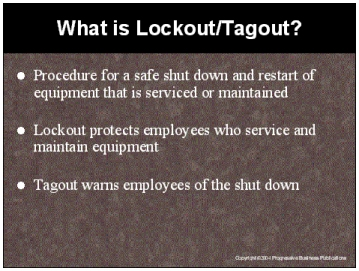 What is Lockout/Tagout?
● Procedure for a safe shut down and restart of
equipment that is serviced or maintained
● Lockout protects employees who service and
maintain equipment
● Tagout warns employees of the shut down
Copyright ©2004 Progressive Business Publications